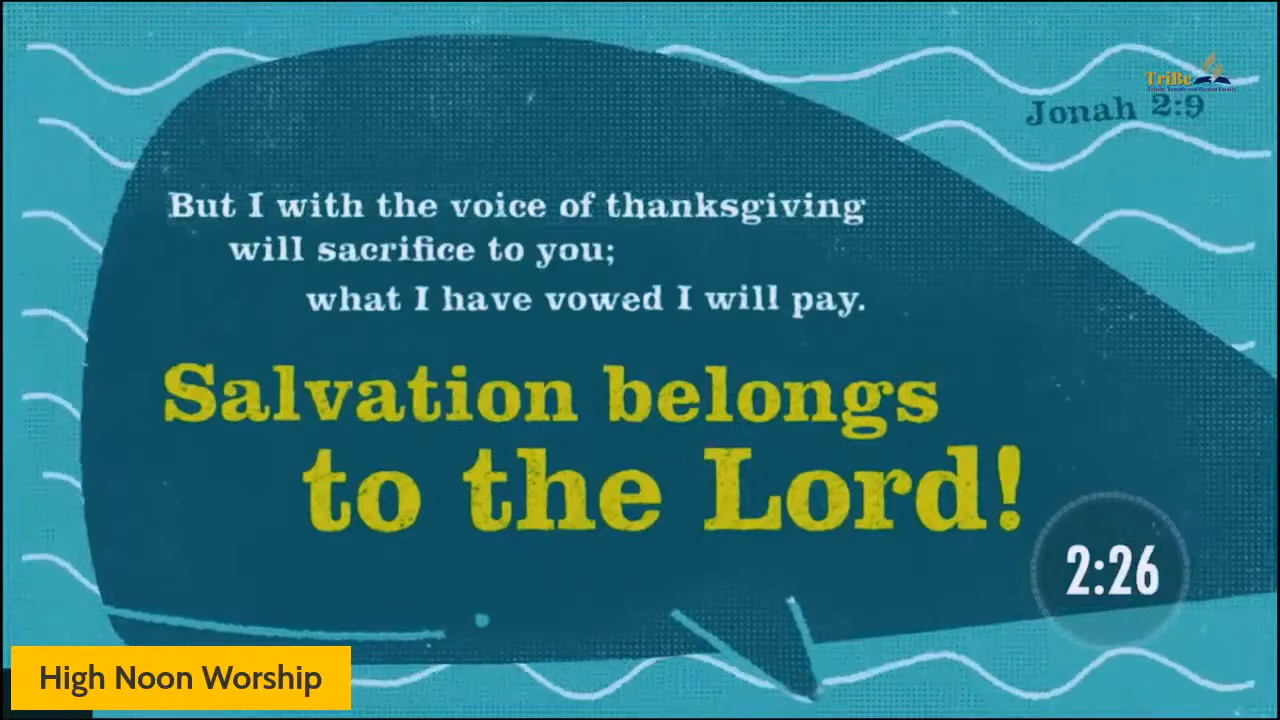 TriBe
Jonah 2:9
But I with the voice of thanksgiving
will sacrifice to you;
what I have vowed I will pay.
Salvation belongs
to the Lord!
2:26
High Noon Worship